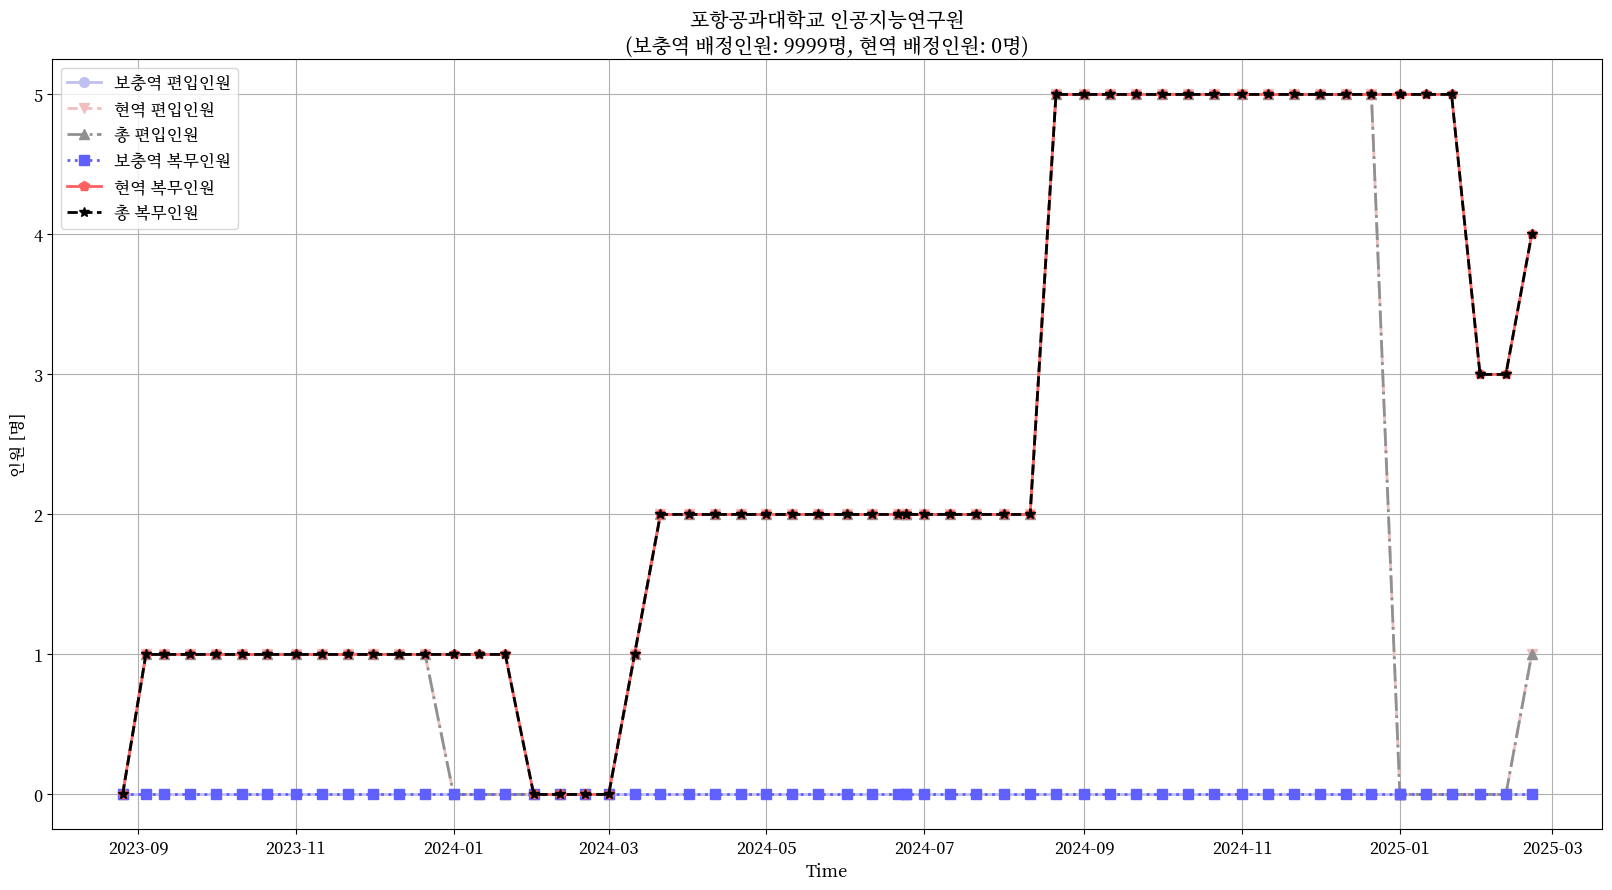 포항공과대학교 인공지능연구원
(보충역 배정인원: 9999명, 현역 배정인원: 0명)
보충역 편입인원
현역 편입인원
총 편입인원
보충역 복무인원
현역 복무인원
총 복무인원
인원 [명]
5
4
3
2
1
0
2023-09
2023-11
2024-01
2024-03
2024-05
2024-07
2024-09
2024-11
2025-01
2025-03
Time